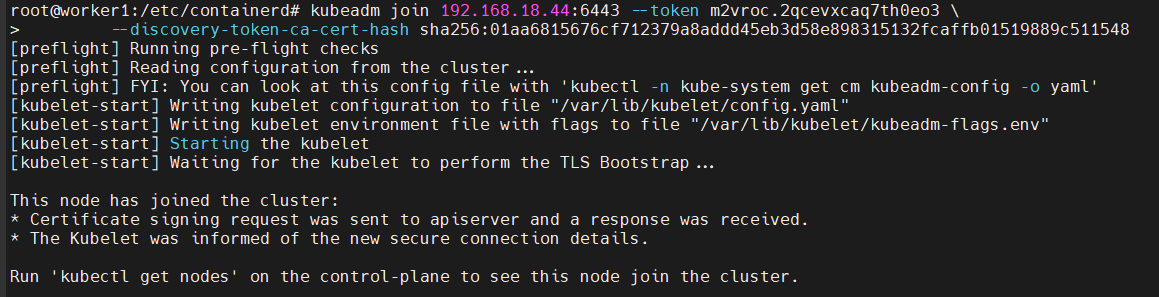 root@worker1:/etc/containerd# kubeadm join 192.168.18.44:6443 --token m2vroc.2qcevxcaq7th0eo3 \
>         --discovery-token-ca-cert-hash sha256:01aa6815676cf712379a8addd45eb3d58e898315132fcaffb01519889c511548
[preflight] Running pre-flight checks
[preflight] Reading configuration from the cluster...
[preflight] FYI: You can look at this config file with 'kubectl -n kube-system get cm kubeadm-config -o yaml'
[kubelet-start] Writing kubelet configuration to file "/var/lib/kubelet/config.yaml"
[kubelet-start] Writing kubelet environment file with flags to file "/var/lib/kubelet/kubeadm-flags.env"
[kubelet-start] Starting the kubelet
[kubelet-start] Waiting for the kubelet to perform the TLS Bootstrap...
This node has joined the cluster:
* Certificate signing request was sent to apiserver and a response was received.
* The Kubelet was informed of the new secure connection details.
Run 'kubectl get nodes' on the control-plane to see this node join the cluster.